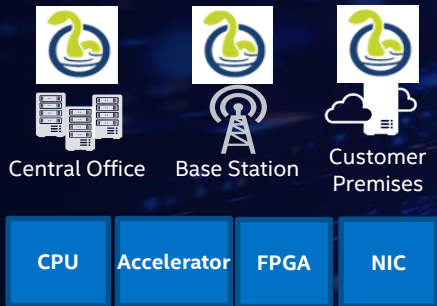 Central Office
Base Station
Customer
Premises
CPU
Accelerator
FPGA
NIC